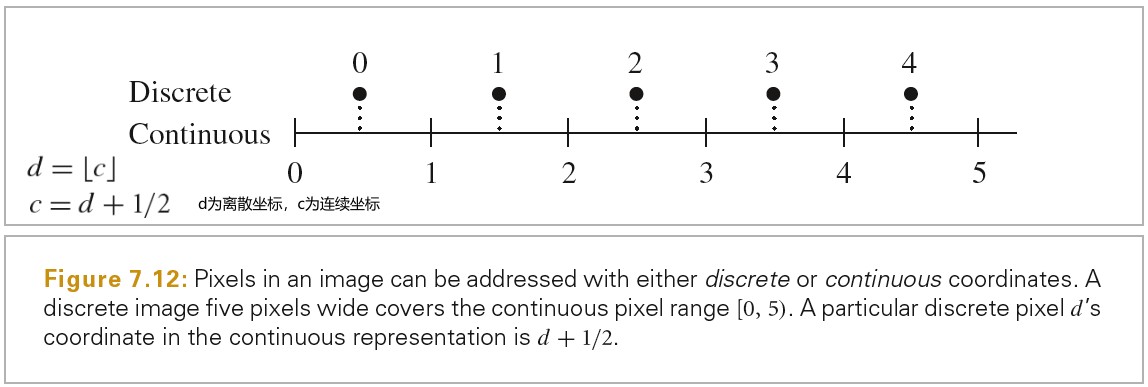 0 1 2 3 4
Discrete
Continuous
0 1 2 3 4 5
d = ⌊c⌋
c = d + 1/2 d为离散坐标，c为连续坐标
Figure 7.12: Pixels in an image can be addressed with either discrete or continuous coordinates. A
discrete image five pixels wide covers the continuous pixel range [0, 5). A particular discrete pixel d's
coordinate in the continuous representation is d + 1/2.